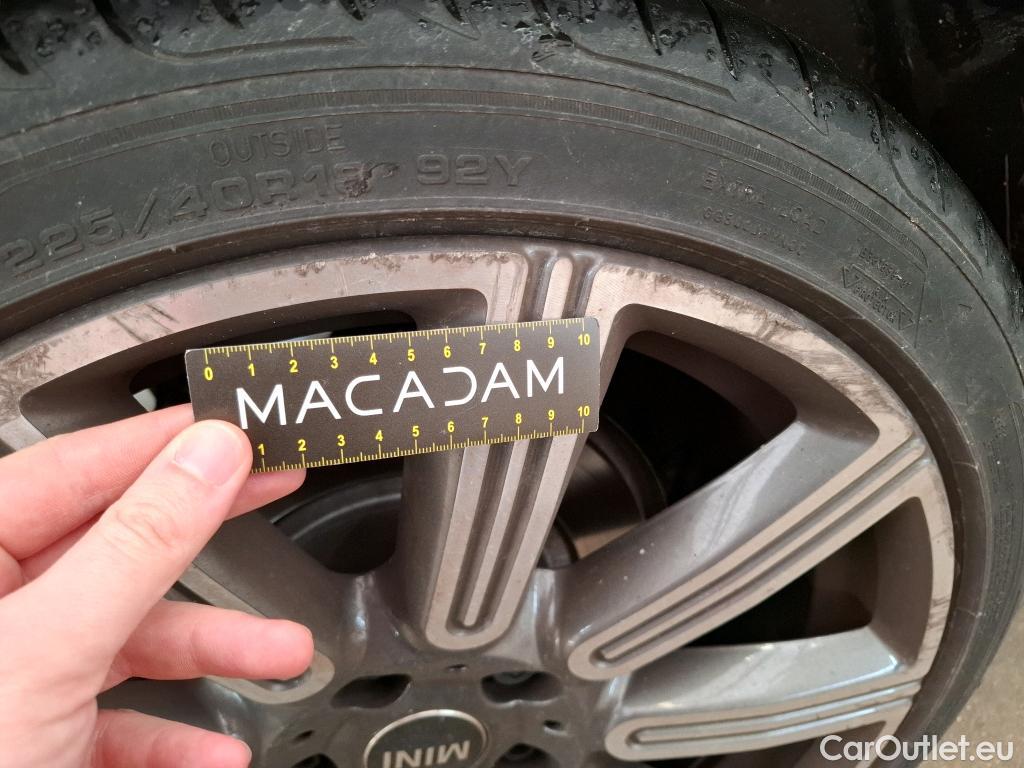 OUTSIDE
225/40R18 92Y
EXTRA LOAD
0 1 2 3 4 5 6 7 8 9 10
MACADAM
1 2 3 4 5 6 7 8 9 10
MINI
CarOutlet.eu